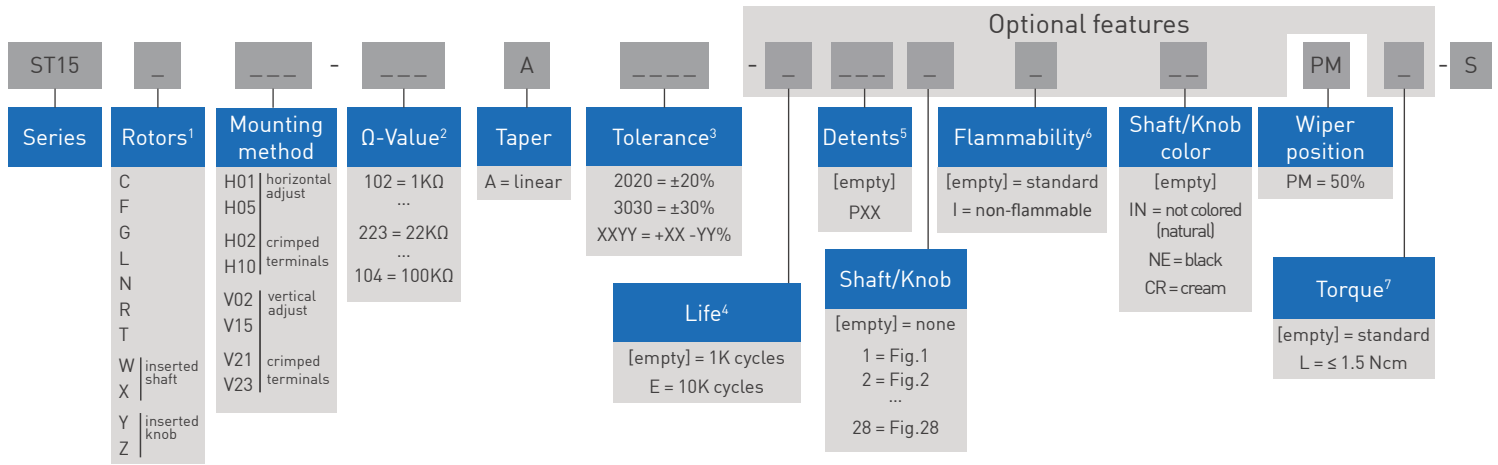 Optional features
ST15 _ _ _ _ - _ _ _ A _ _ _ _ - _ _ _ _ _ _ _ _ PM _ - S
Series
Rotors¹
C
F
G
L
N
R
T
W
X
inserted
shaft
Y
Z
inserted
knob
Mounting
method
H01
H05
horizontal
adjust
H02
H10
crimped
terminals
V02
V15
vertical
adjust
V21
V23
crimped
terminals
Ω-Value²
102 = 1KΩ
...
223 = 22KΩ
...
104 = 100KΩ
Taper
A = linear
Tolerance³
2020 = ±20%
3030 = ±30%
XXYY = +XX -YY%
Life⁴
[empty] = 1K cycles
E = 10K cycles
Detents⁵
[empty]
PXX
Shaft/Knob
[empty] = none
1 = Fig.1
2 = Fig.2
...
28 = Fig.28
Flammability⁶
[empty] = standard
I = non-flammable
Shaft/Knob
color
[empty]
IN = not colored
(natural)
NE = black
CR = cream
Wiper
position
PM = 50%
Torque⁷
[empty] = standard
L = ≤ 1.5 Ncm